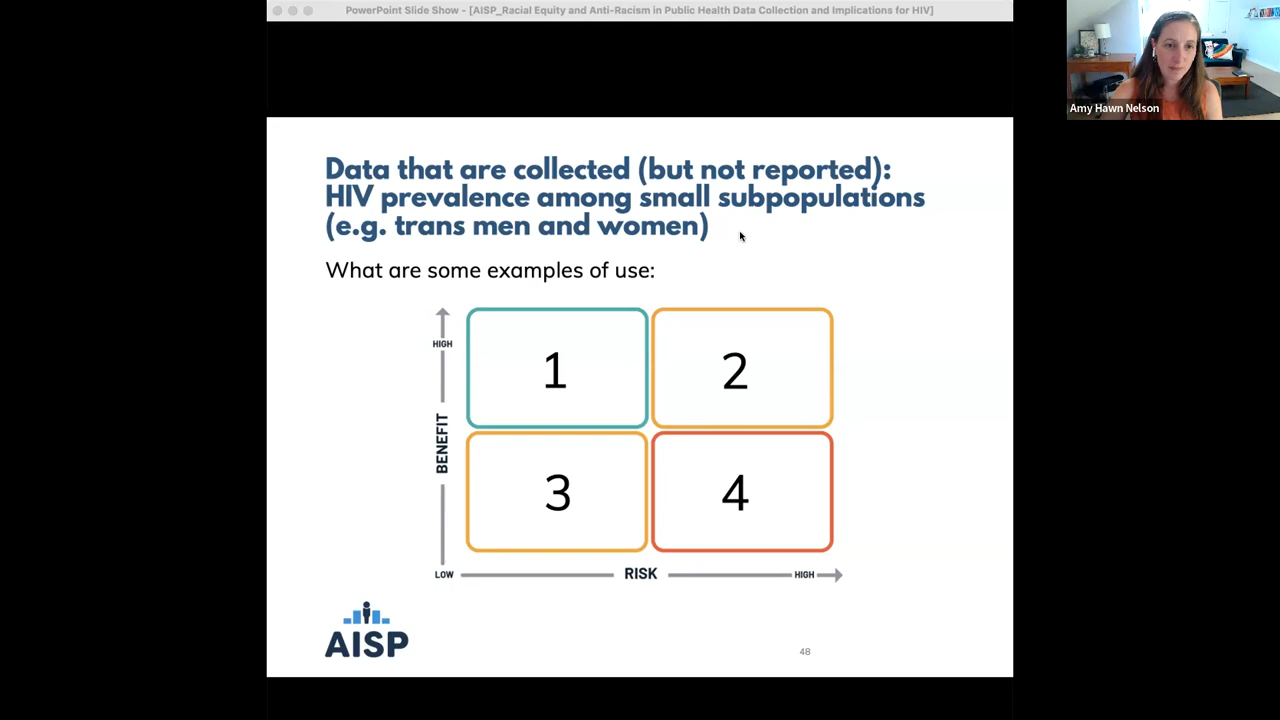 PowerPoint Slide Show - [AISP_Racial Equity and Anti-Racism in Public Health Data Collection and Implications for HIV]
Amy Hawn Nelson
Data that are collected (but not reported):
HIV prevalence among small subpopulations
(e.g. trans men and women)
What are some examples of use:
HIGH
1
2
BENEFIT
3
4
LOW
RISK
HIGH
AISP
48